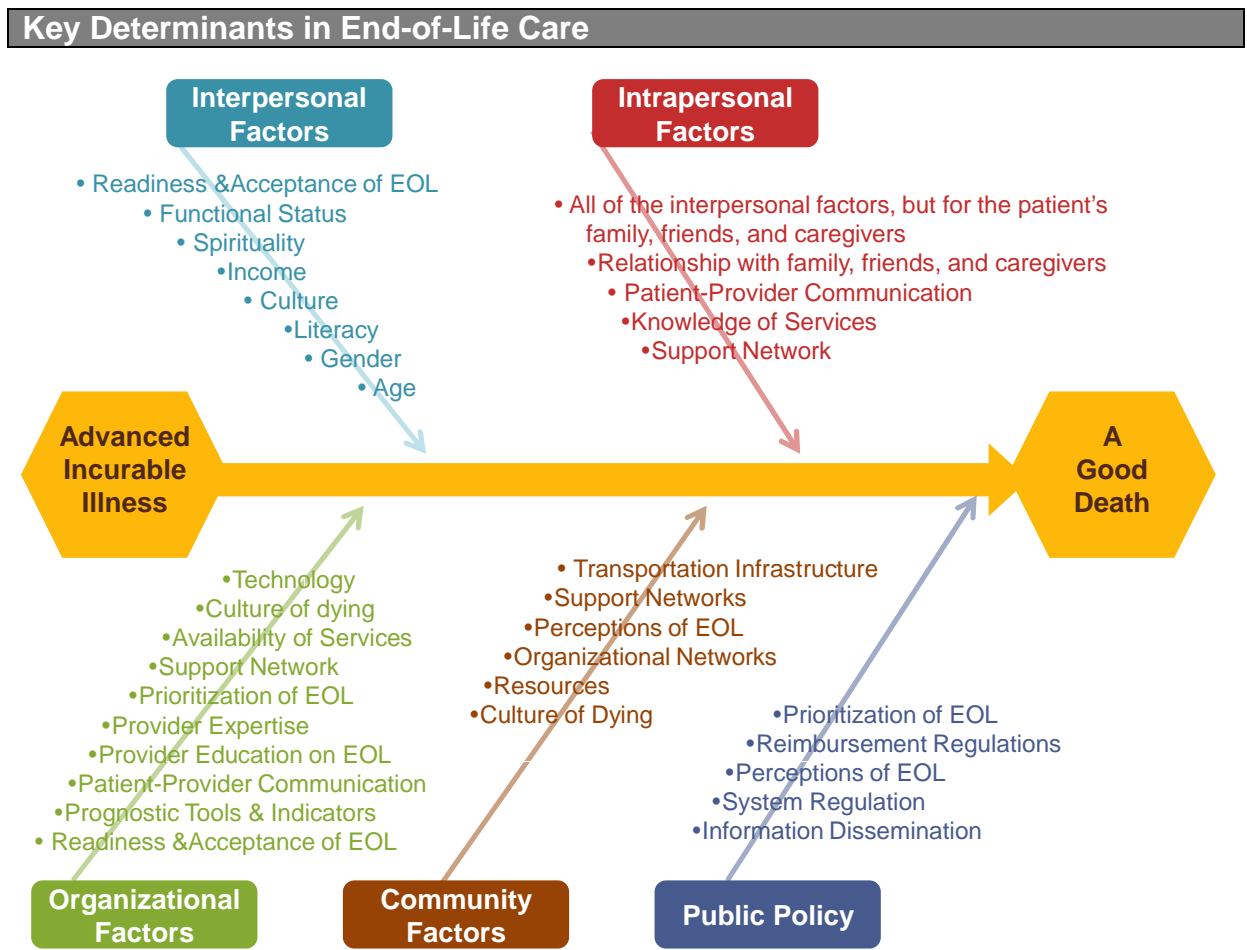 Key Determinants in End-of-Life Care
Interpersonal
Factors
• Readiness &Acceptance of EOL
• Functional Status
• Spirituality
•Income
• Culture
•Literacy
• Gender
• Age
Intrapersonal
Factors
• All of the interpersonal factors, but for the patient’s
family, friends, and caregivers
•Relationship with family, friends, and caregivers
• Patient-Provider Communication
•Knowledge of Services
•Support Network
Advanced
Incurable
Illness
A
Good
Death
•Technology
•Culture of dying
•Availability of Services
•Support Network
•Prioritization of EOL
•Provider Expertise
•Provider Education on EOL
•Patient-Provider Communication
•Prognostic Tools & Indicators
• Readiness &Acceptance of EOL
Organizational
Factors
• Transportation Infrastructure
•Support Networks
•Perceptions of EOL
•Organizational Networks
•Resources
•Culture of Dying
Community
Factors
•Prioritization of EOL
•Reimbursement Regulations
•Perceptions of EOL
•System Regulation
•Information Dissemination
Public Policy